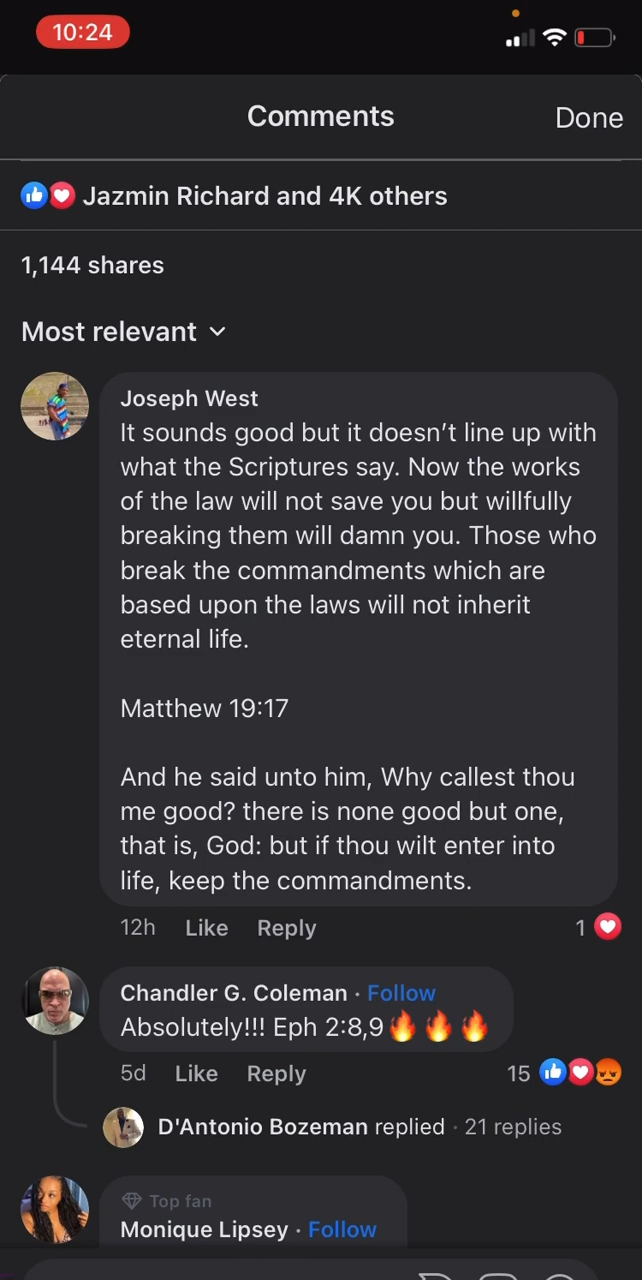 10:24
Comments
Done
Jazmin Richard and 4K others
1,144 shares
Most relevant
Joseph West
It sounds good but it doesn’t line up with
what the Scriptures say. Now the works
of the law will not save you but willfully
breaking them will damn you. Those who
break the commandments which are
based upon the laws will not inherit
eternal life.
Matthew 19:17
And he said unto him, Why callest thou
me good? there is none good but one,
that is, God: but if thou wilt enter into
life, keep the commandments.
12h Like Reply 1
Chandler G. Coleman · Follow
Absolutely!!! Eph 2:8,9🔥🔥🔥
5d Like Reply 15
D'Antonio Bozeman replied · 21 replies
Top fan
Monique Lipsey · Follow